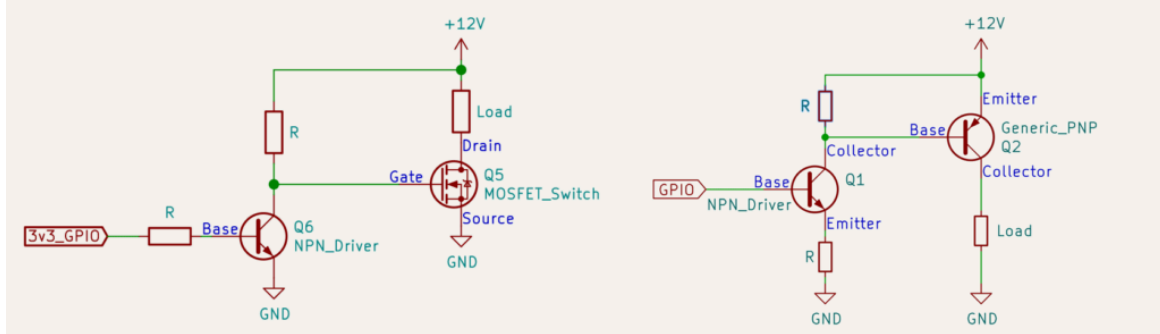 +12V
R
Load
Drain
Gate
Q5
MOSFET_Switch
Source
GND
R
3v3_GPIO
Base
Q6
NPN_Driver
GND
+12V
R
Emitter
Base
Generic_PNP
Q2
Collector
Collector
GPIO
Base
Q1
NPN_Driver
Emitter
R
Load
GND
GND